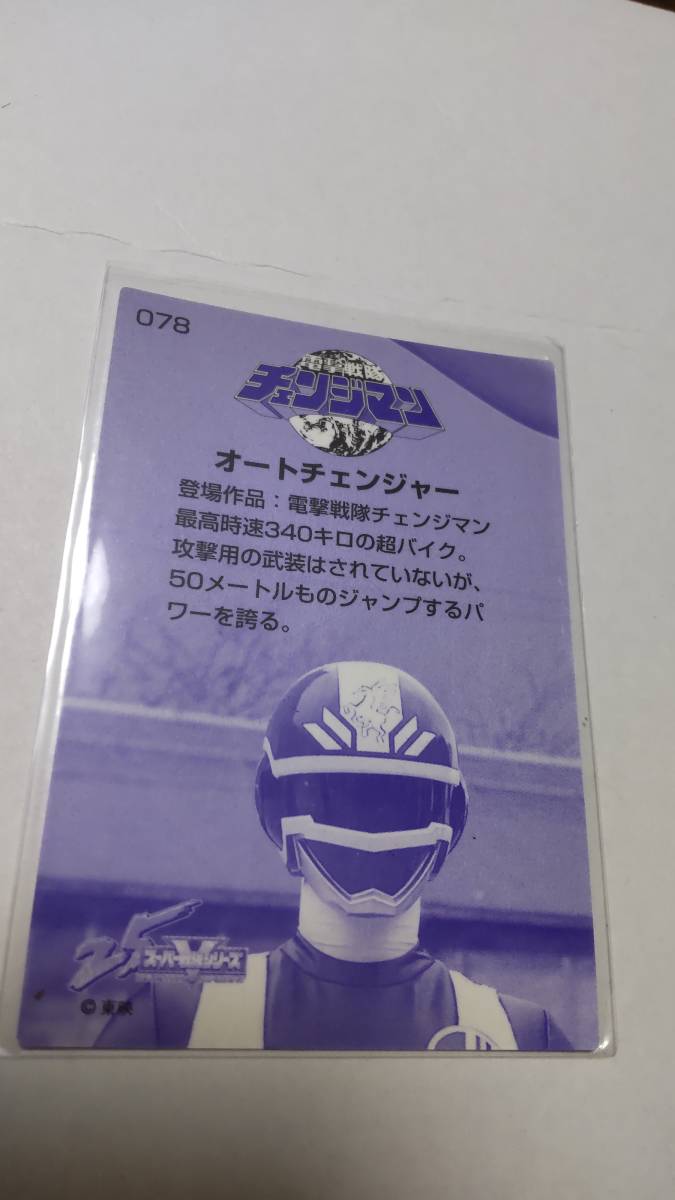 078
電撃戦隊
チェンジマン
オートチェンジャー
登場作品：電撃戦隊チェンジマン
最高時速340キロの超バイク。
攻撃用の武装はされていないが、
50メートルものジャンプするパ
ワーを誇る。
25 スーパー戦隊シリーズ
©東映